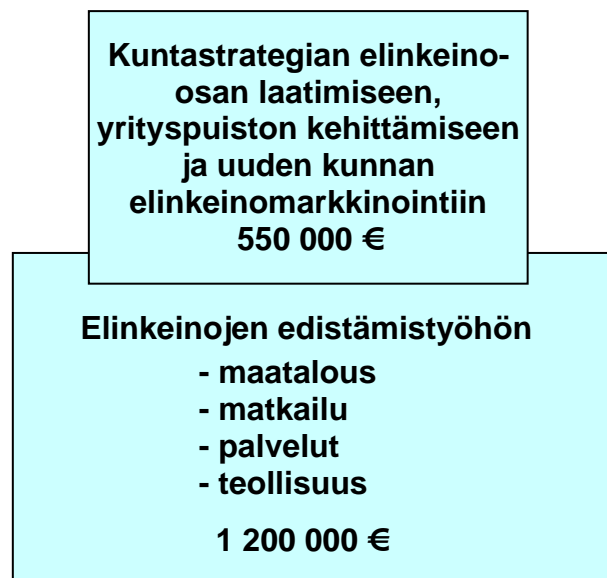 Kuntastrategian elinkeino-
osan laatimiseen,
yrityspuiston kehittämiseen
ja uuden kunnan
elinkeinomarkkinointiin
550 000 €
Elinkeinojen edistämistyöhön
- maatalous
- matkailu
- palvelut
- teollisuus
1 200 000 €